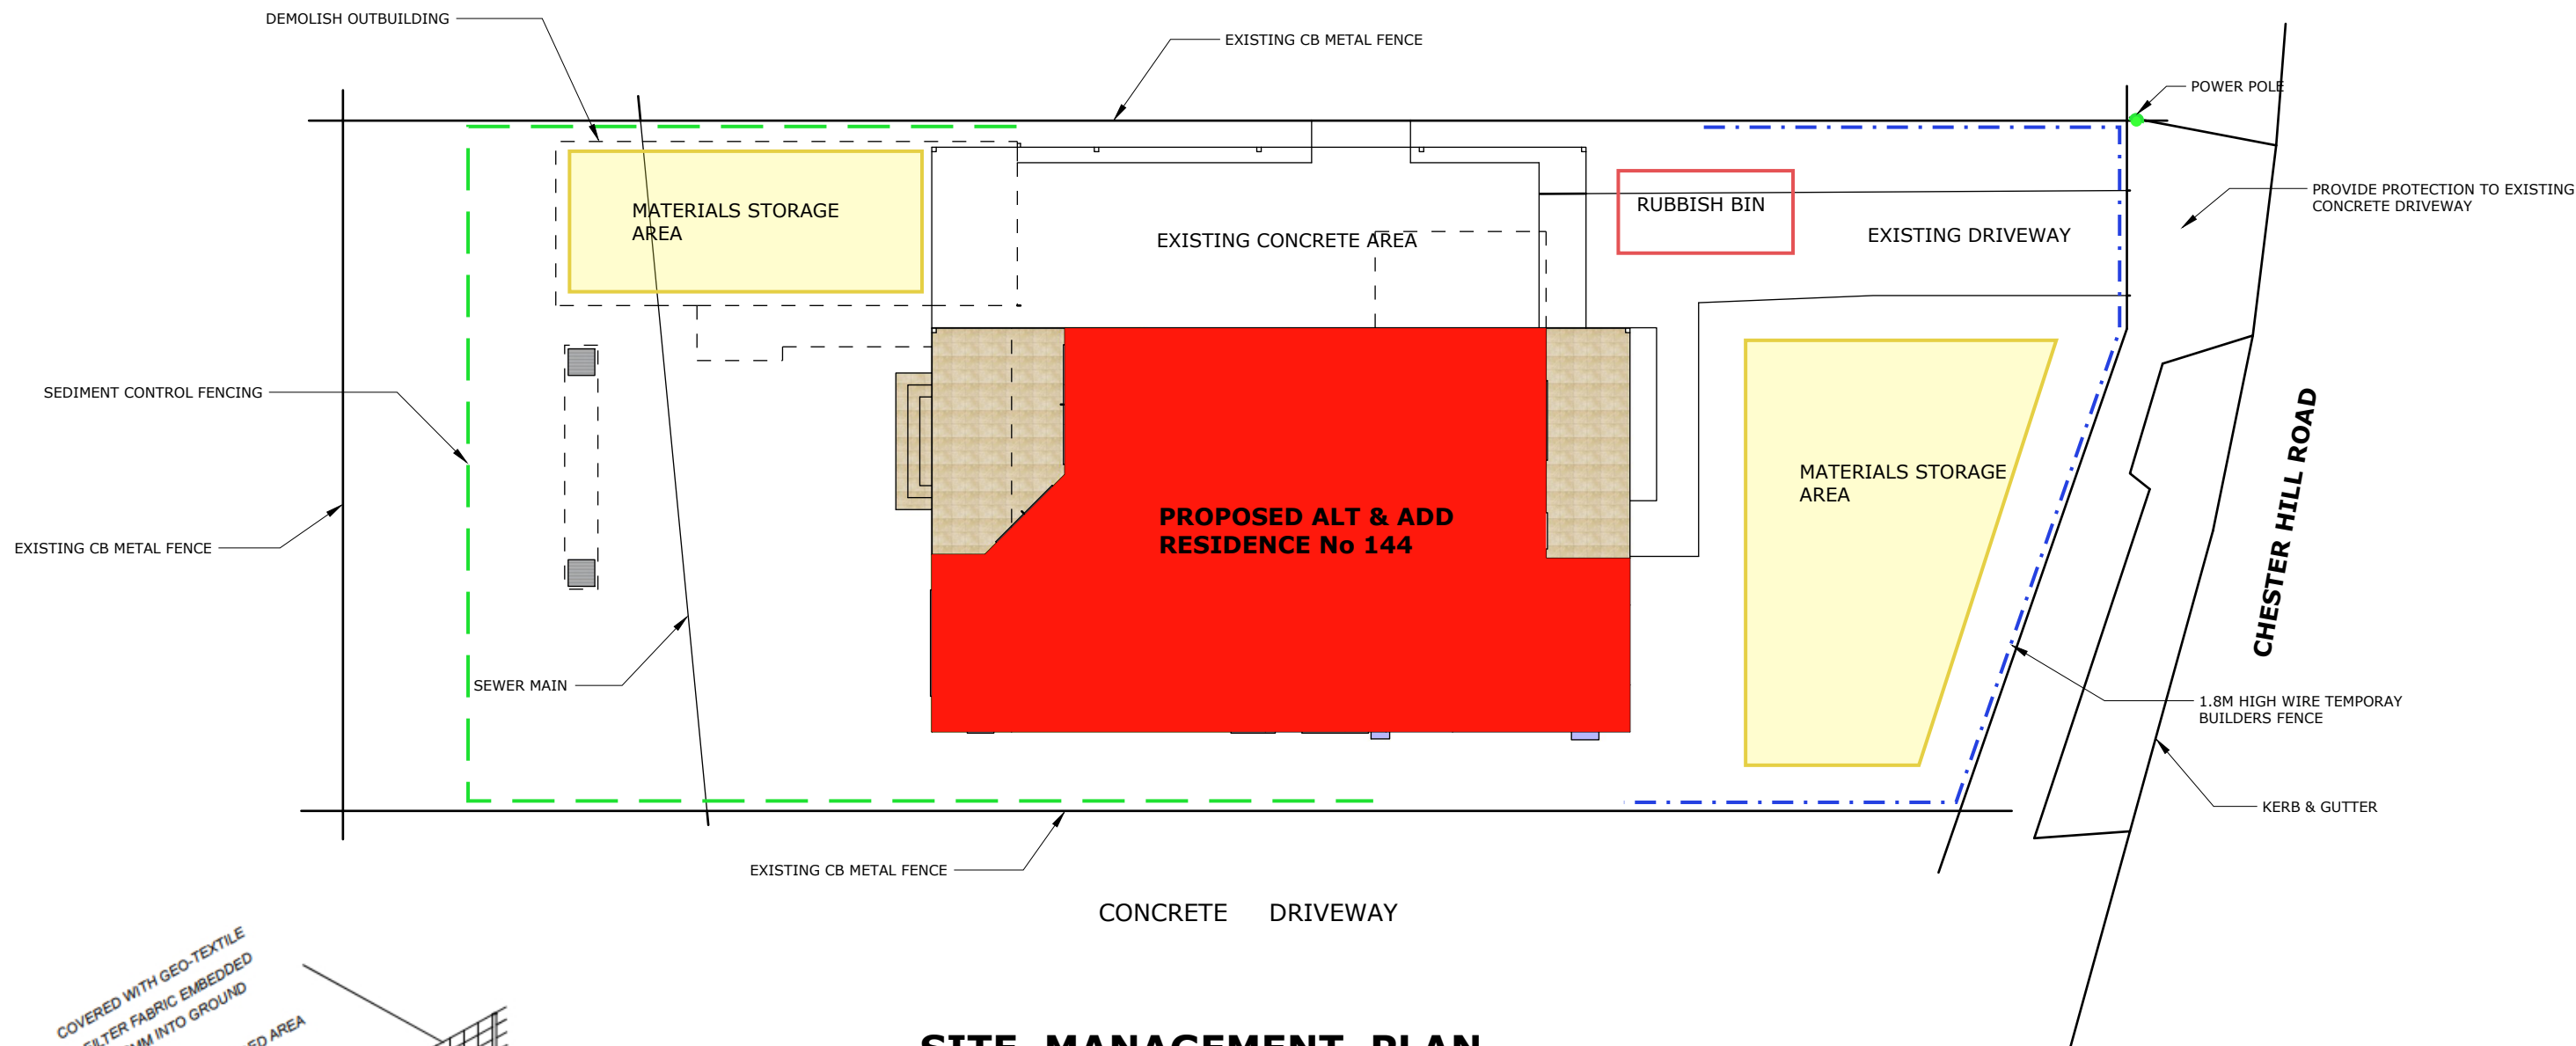 DEMOLISH OUTBUILDING
EXISTING CB METAL FENCE
POWER POLE
PROVIDE PROTECTION TO EXISTING
CONCRETE DRIVEWAY
MATERIALS STORAGE
AREA
RUBBISH BIN
EXISTING CONCRETE AREA
EXISTING DRIVEWAY
SEDIMENT CONTROL FENCING
EXISTING CB METAL FENCE
MATERIALS STORAGE
AREA
PROPOSED ALT & ADD
RESIDENCE No 144
CHESTER HILL ROAD
SEWER MAIN
1.8M HIGH WIRE TEMPORAY
BUILDERS FENCE
KERB & GUTTER
EXISTING CB METAL FENCE
CONCRETE DRIVEWAY
COVERED WITH GEO-TEXTILE
FILTER FABRIC EMBEDDED
INTO GROUND
AREA
SITE MANAGEMENT PLAN